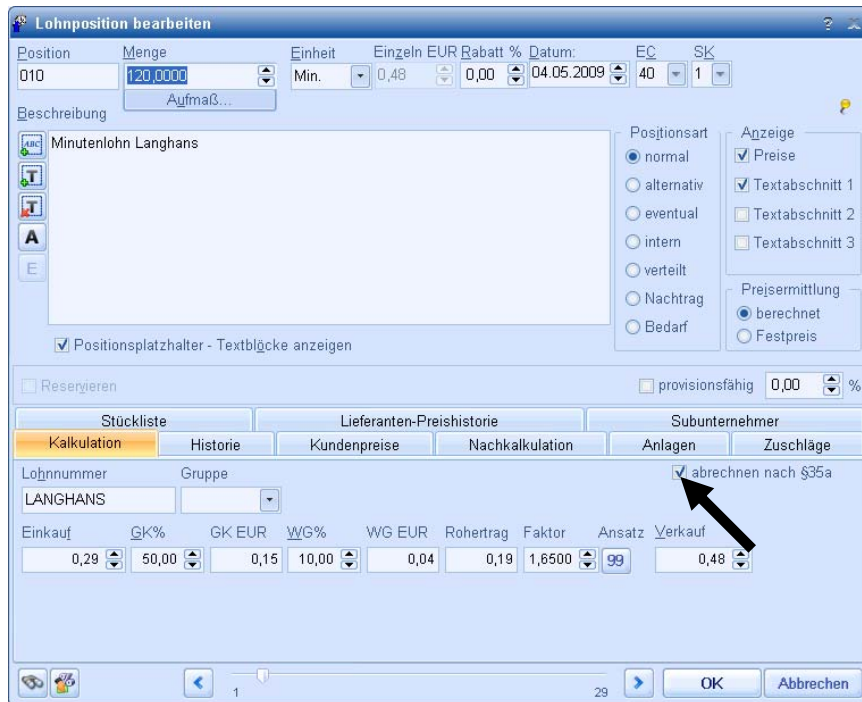 Lohnposition bearbeiten
Position Menge Einheit Einzeln EUR Rabatt % Datum: EC SK
010 120,0000 Min. 0,48 0,00 04.05.2009 40 1
Aufmaß...
Beschreibung
Minutenlohn Langhans
Positionsart
normal
alternativ
eventual
intern
verteilt
Nachtrag
Bedarf
Anzeige
Preise
Textabschnitt 1
Textabschnitt 2
Textabschnitt 3
Preisermittlung
berechnet
Festpreis
ABC
T
T
A
E
Positionsplatzhalter - Textblöcke anzeigen
Reservieren provisionsfähig 0,00 %
Stückliste Lieferanten-Preishistorie Subunternehmer
Kalkulation Historie Kundenpreise Nachkalkulation Anlagen Zuschläge
Lohnnummer Gruppe abrechnen nach §35a
LANGHANS
Einkauf GK% GK EUR WG% WG EUR Rohertrag Faktor Ansatz Verkauf
0,29 50,00 0,15 10,00 0,04 0,19 1,6500 99 0,48
1 29 OK Abbrechen